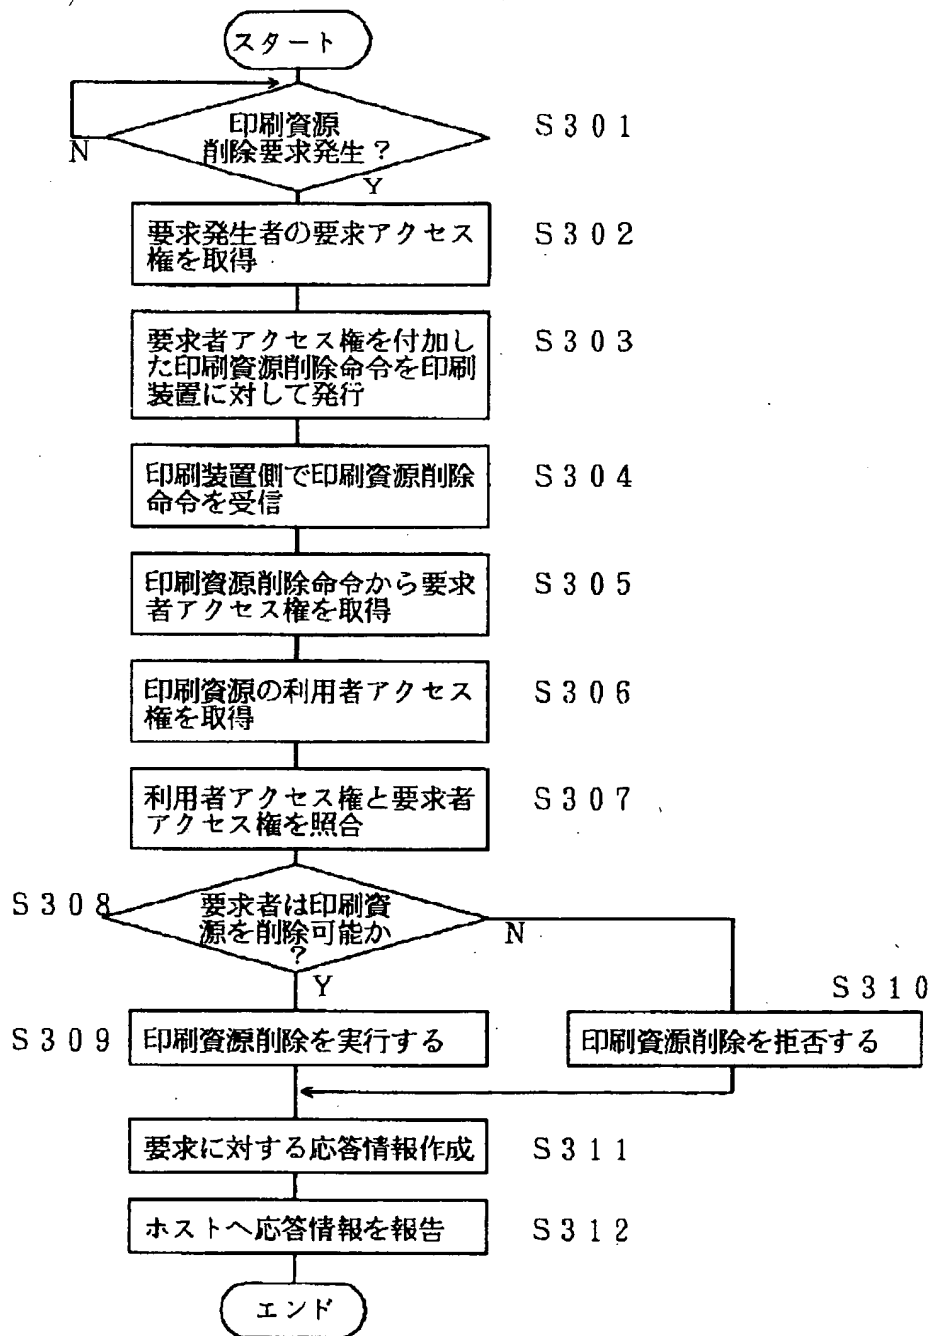 スタート
印刷資源
削除要求発生？
S301
N
Y
要求発生者の要求アクセス
権を取得
S302
要求者アクセス権を付加し
た印刷資源削除命令を印刷
装置に対して発行
S303
印刷装置側で印刷資源削除
命令を受信
S304
印刷資源削除命令から要求
者アクセス権を取得
S305
印刷資源の利用者アクセス
権を取得
S306
利用者アクセス権と要求者
アクセス権を照合
S307
S308
要求者は印刷資
源を削除可能か
？
N
Y
S310
S309
印刷資源削除を実行する
印刷資源削除を拒否する
要求に対する応答情報作成
S311
ホストへ応答情報を報告
S312
エンド